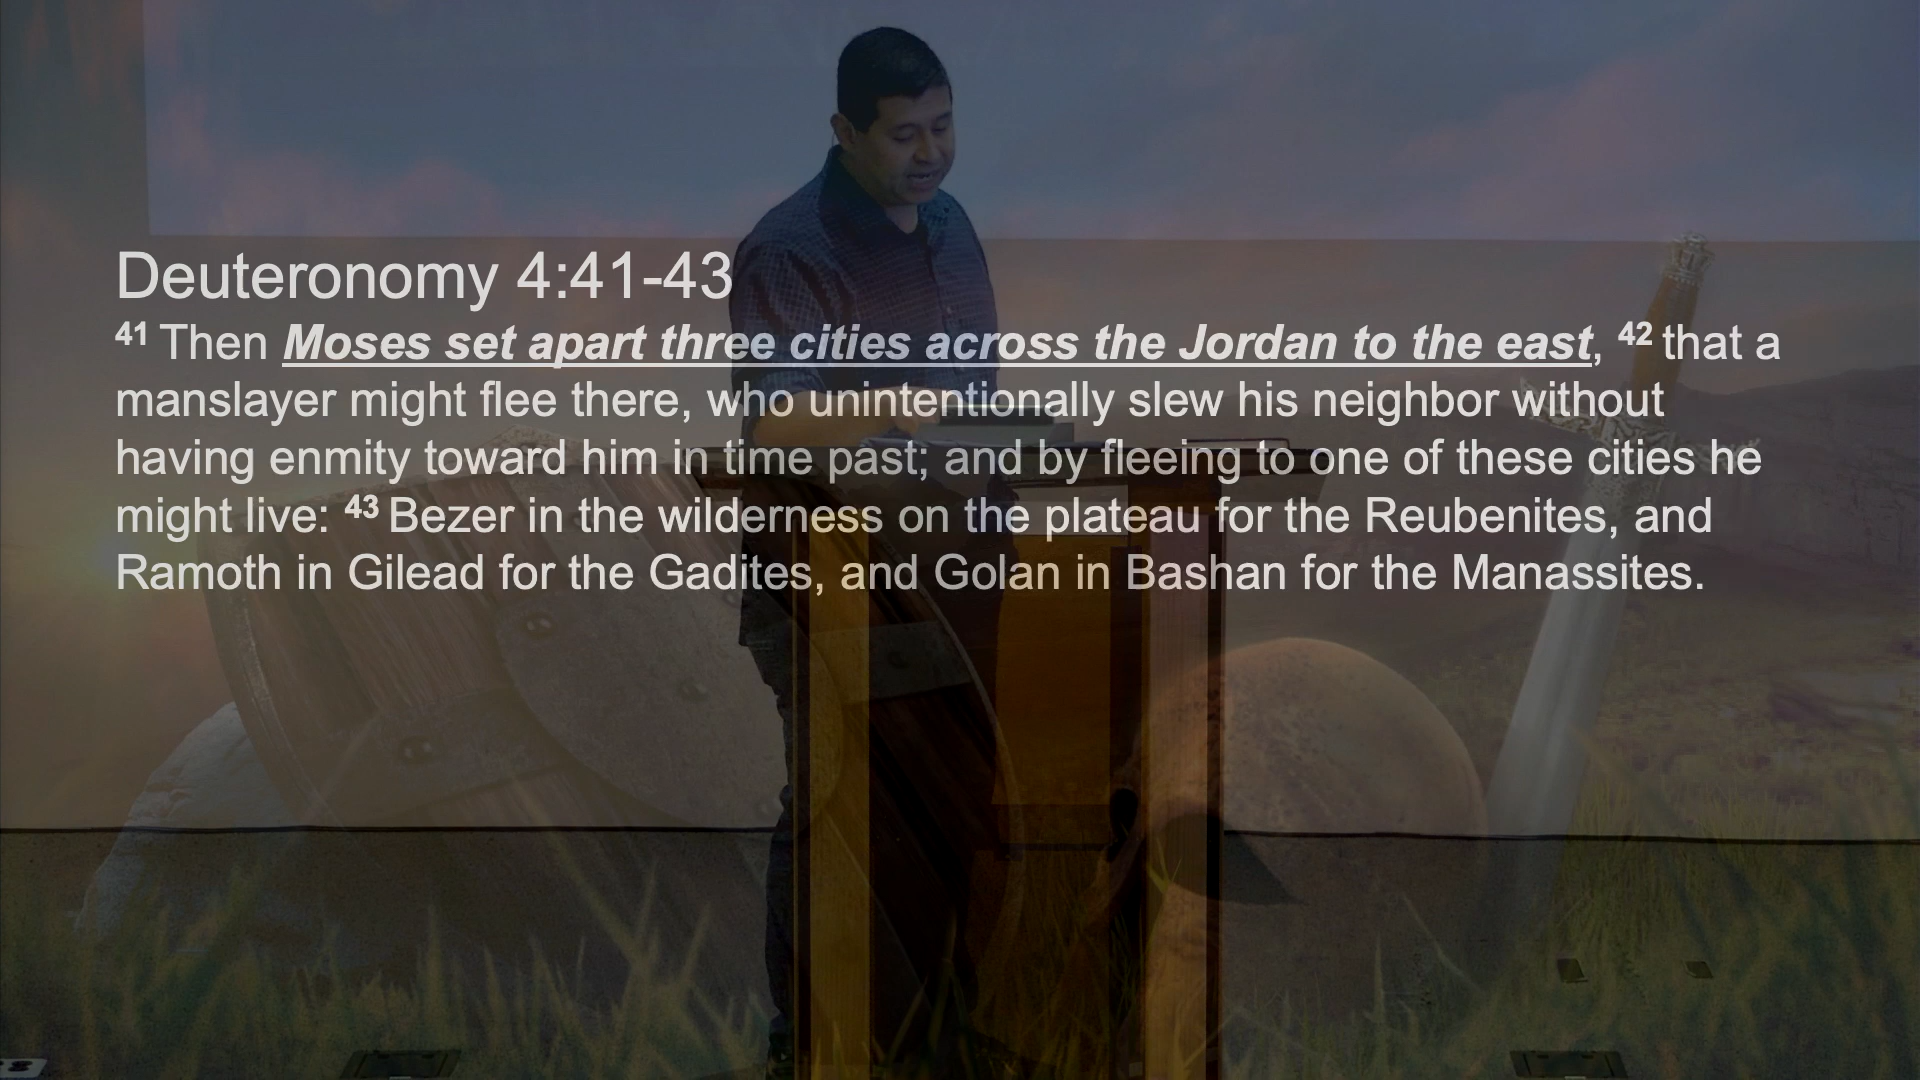 Deuteronomy 4:41-43
41 Then Moses set apart three cities across the Jordan to the east, 42 that a
manslayer might flee there, who unintentionally slew his neighbor without
having enmity toward him in time past; and by fleeing to one of these cities he
might live: 43 Bezer in the wilderness on the plateau for the Reubenites, and
Ramoth in Gilead for the Gadites, and Golan in Bashan for the Manassites.